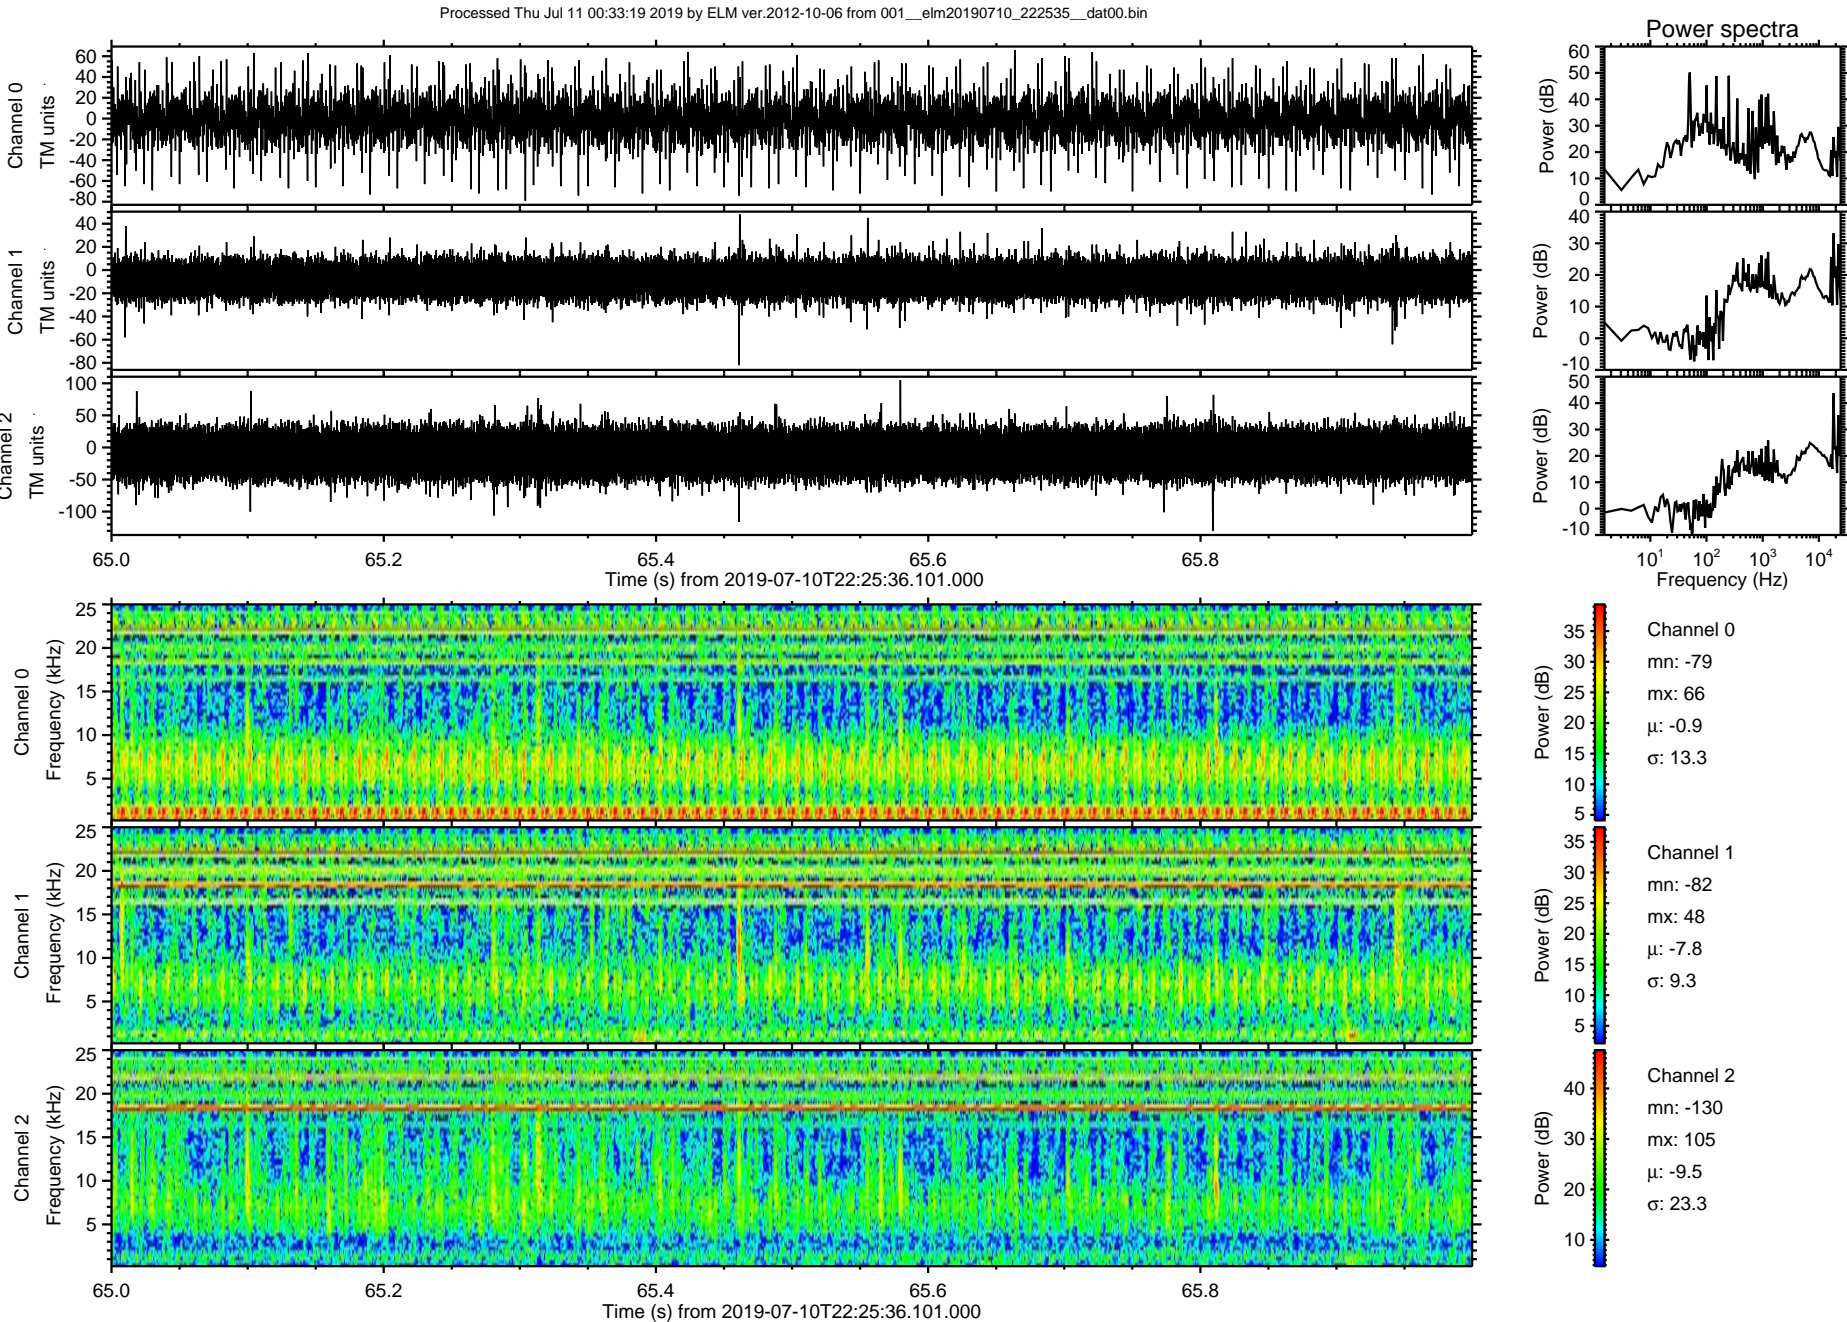 Processed Thu Jul 11 00:33:19 2019 by ELM ver.2012-10-06 from 001__elm20190710_222535__dat00.bin
Power spectra
Channel 0
TM units
60
40
20
0
-20
-40
-60
-80
Power (dB)
60
50
40
30
20
10
0
Channel 1
TM units
40
20
0
-20
-40
-60
-80
Power (dB)
40
30
20
10
0
-10
Channel 2
TM units
100
50
0
-50
-100
Power (dB)
50
40
30
20
10
0
-10
65.0 65.2 65.4 65.6 65.8
Time (s) from 2019-07-10T22:25:36.101.000
10¹ 10² 10³ 10⁴
Frequency (Hz)
Channel 0
Frequency (kHz)
25
20
15
10
5
Power (dB)
35
30
25
20
15
10
5
Channel 0
mn: -79
mx: 66
μ: -0.9
σ: 13.3
Channel 1
Frequency (kHz)
25
20
15
10
5
Power (dB)
35
30
25
20
15
10
5
Channel 1
mn: -82
mx: 48
μ: -7.8
σ: 9.3
Channel 2
Frequency (kHz)
25
20
15
10
5
Power (dB)
40
30
20
10
Channel 2
mn: -130
mx: 105
μ: -9.5
σ: 23.3
65.0 65.2 65.4 65.6 65.8
Time (s) from 2019-07-10T22:25:36.101.000